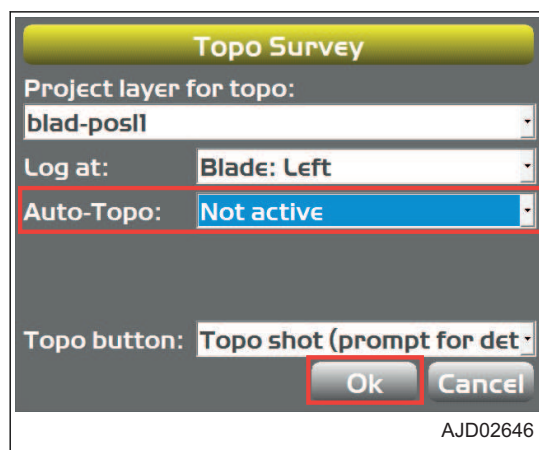 Topo Survey
Project layer for topo:
blad-posl1
Log at: Blade: Left
Auto-Topo: Not active
Topo button: Topo shot (prompt for det
Ok Cancel
AJD02646